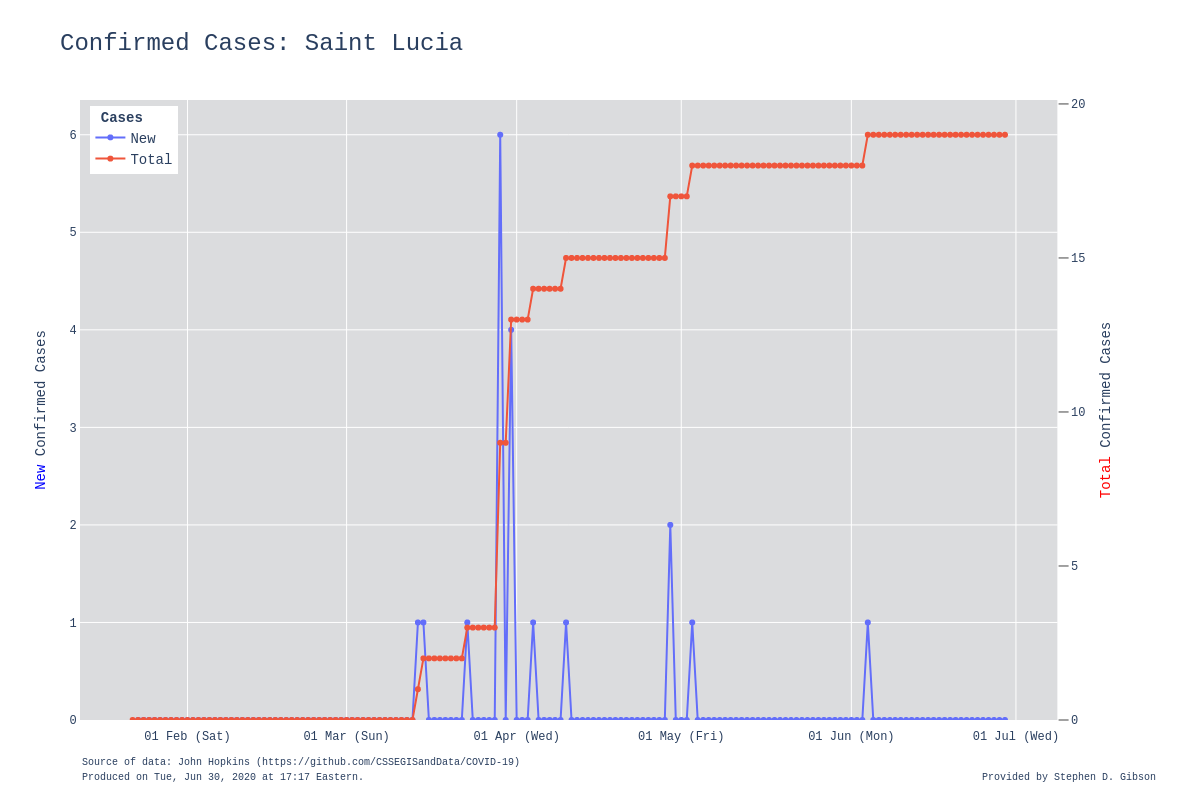 Confirmed Cases: Saint Lucia
Cases
New
Total
6
5
4
3
2
1
0
New Confirmed Cases
20
15
10
5
0
Total Confirmed Cases
01 Feb (Sat) 01 Mar (Sun) 01 Apr (Wed) 01 May (Fri) 01 Jun (Mon) 01 Jul (Wed)
Source of data: John Hopkins (https://github.com/CSSEGISandData/COVID-19)
Produced on Tue, Jun 30, 2020 at 17:17 Eastern.
Provided by Stephen D. Gibson